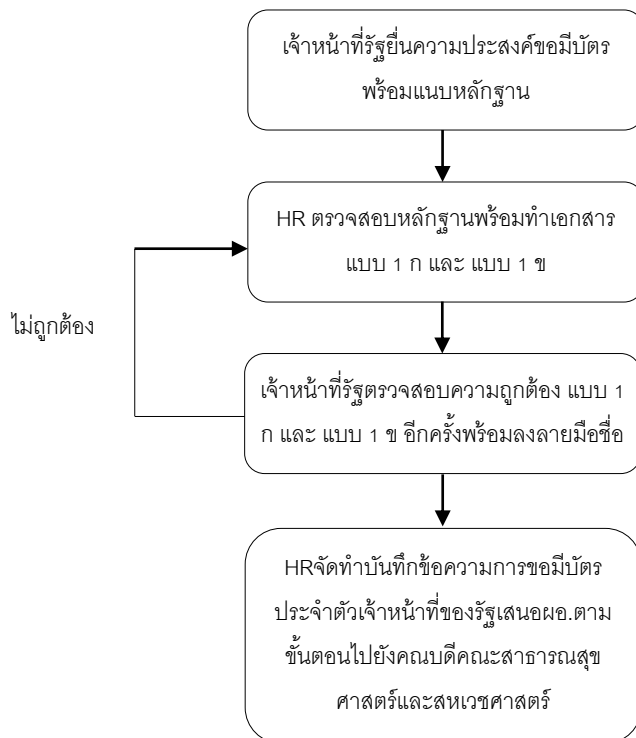 เจ้าหน้าที่รัฐยื่นความประสงค์ขอมีบัตร
พร้อมแนบหลักฐาน
HR ตรวจสอบหลักฐานพร้อมทำเอกสาร
แบบ 1 ก และ แบบ 1 ข
ไม่ถูกต้อง
เจ้าหน้าที่รัฐตรวจสอบความถูกต้อง แบบ 1
ก และ แบบ 1 ข อีกครั้งพร้อมลงลายมือชื่อ
HRจัดทำบันทึกข้อความการขอมีบัตร
ประจำตัวเจ้าหน้าที่ของรัฐเสนอผอ.ตาม
ขั้นตอนไปยังคณบดีคณะสาธารณสุข
ศาสตร์และสหเวชศาสตร์